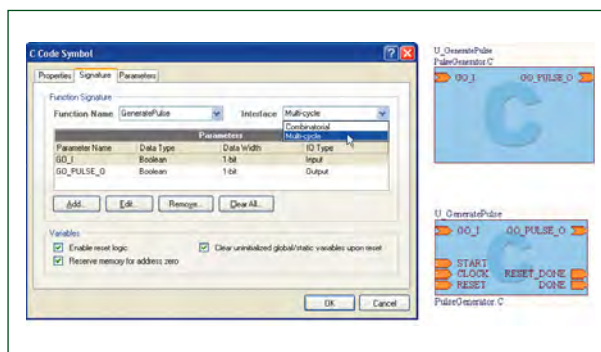 C Code Symbol
Properties Signature Parameters
Function Signature
Function Name GeneratePulse Interface Multi-cycle
Combinatorial
Multi-cycle
Parameters
Parameter Name Data Type Data Width IO Type
GO_I Boolean 1-bit Input
GO_PULSE_O Boolean 1-bit Output
Add... Edit... Remove... Clear All...
Variables
Enable reset logic Clear uninitialized global/static variables upon reset
Reserve memory for address zero
OK Cancel
U_GeneratePulse
PulseGenerator.C
GO_I GO_PULSE_O
C
U_GeneratePulse
GO_I GO_PULSE_O
C
START
CLOCK RESET_DONE
RESET DONE
PulseGenerator.C